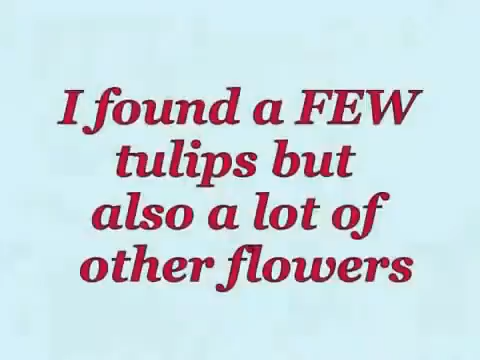 I found a FEW
tulips but
also a lot of
other flowers